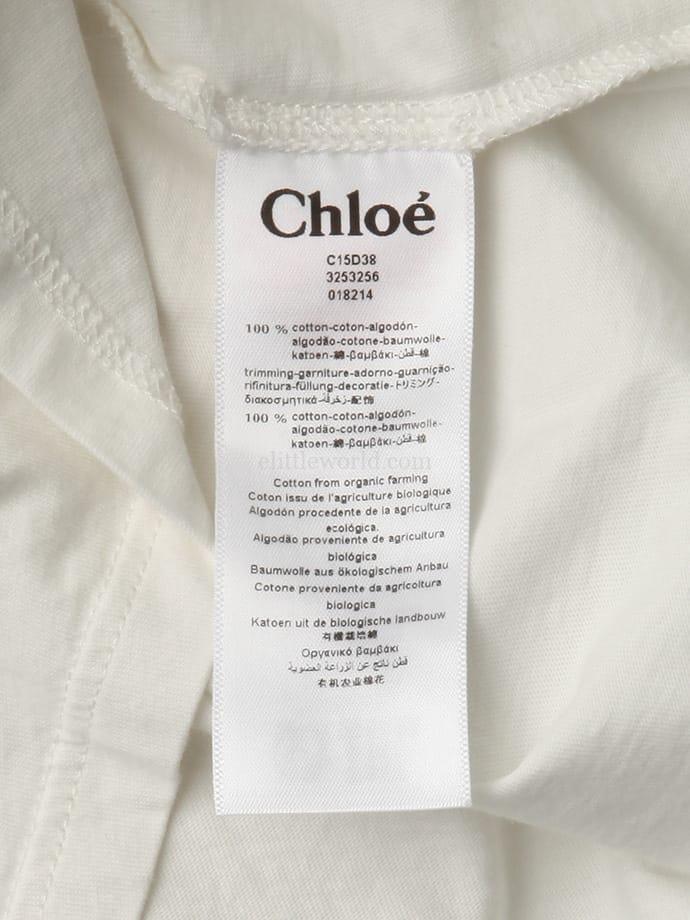 Chloé
C15D38
3253256
018214
100 % cotton-coton-algodón-
algodão-cotone-baumwolle-
katoen-綿-βαμβάκι-قطن-棉
trimming-garniture-adorno-guarnição-
rifinitura-füllung-decoratie-トリミング-
διακοσμητικά-زخرفة-配饰
100 % cotton-coton-algodón-
algodão-cotone-baumwolle-
katoen-綿-βαμβάκι-قطن-棉
elittleworld.com
Cotton from organic farming
Coton issu de l'agriculture biologique
Algodón procedente de la agricultura
ecológica.
Algodão proveniente de agricultura
biológica
Baumwolle aus ökologischem Anbau
Cotone proveniente da agricoltura
biologica
Katoen uit de biologische landbouw
有機栽培綿
Οργανικό βαμβάκι
قطن ناتج عن الزراعة العضوية
有机农业棉花